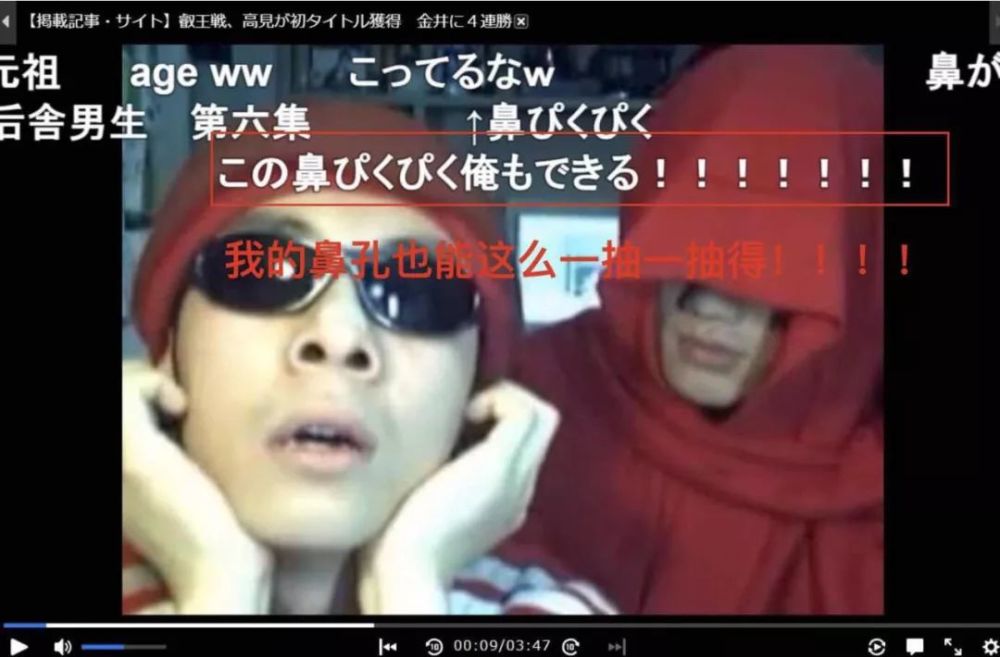 【掲載記事・サイト】叡王戦、高見が初タイトル獲得　金井に４連勝
元祖　age ww　こってるなw　鼻が
后舍男生　第六集　↑鼻ぴくぴく
この鼻ぴくぴく俺もできる！！！！！！！
我的鼻孔也能这么一抽一抽得！！！！
10 00:09/03:47 10